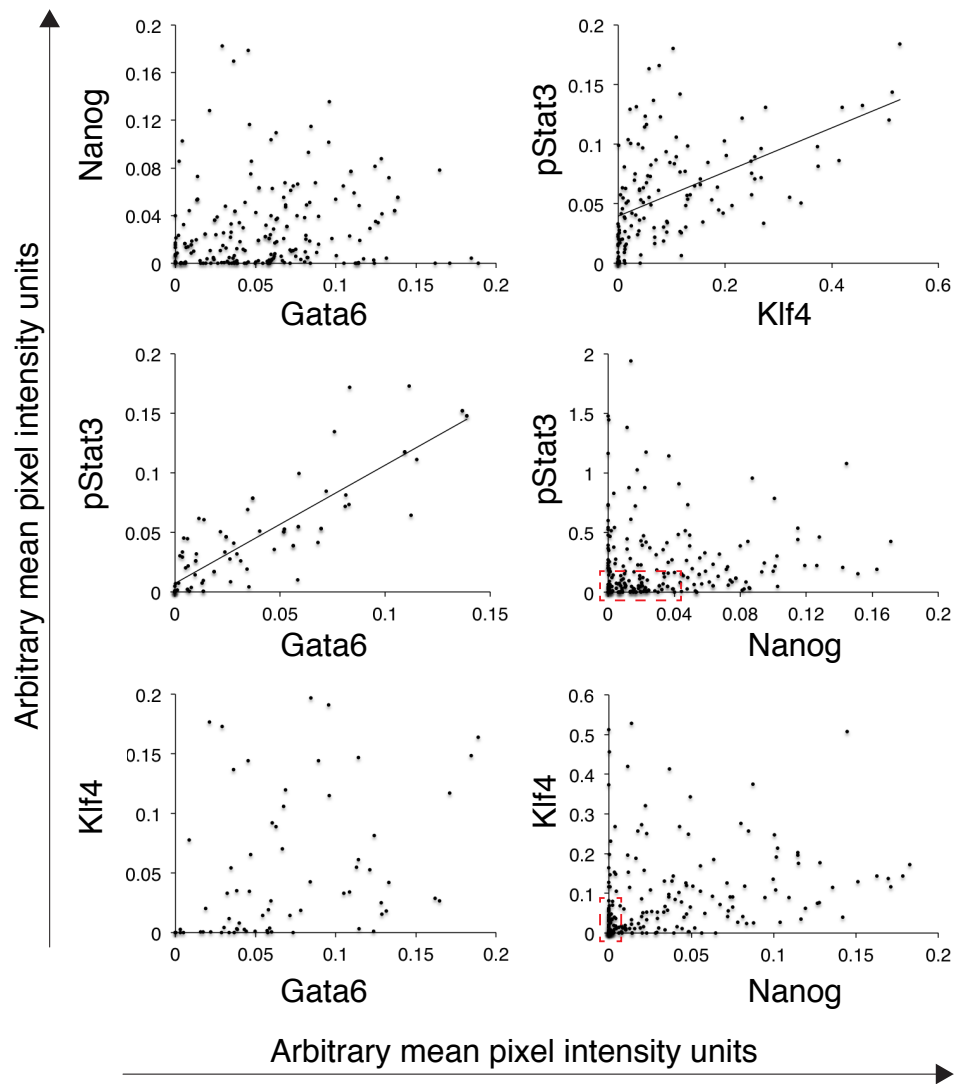 Arbitrary mean pixel intensity units
Nanog
0.2
0.16
0.12
0.08
0.04
0
0 0.05 0.1 0.15 0.2
Gata6
pStat3
0.2
0.15
0.1
0.05
0
0 0.2 0.4 0.6
Klf4
pStat3
0.2
0.15
0.1
0.05
0
0 0.05 0.1 0.15
Gata6
pStat3
2
1.5
1
0.5
0
0 0.04 0.08 0.12 0.16 0.2
Nanog
Klf4
0.2
0.15
0.1
0.05
0
0 0.05 0.1 0.15 0.2
Gata6
Klf4
0.6
0.5
0.4
0.3
0.2
0.1
0
0 0.05 0.1 0.15 0.2
Nanog
Arbitrary mean pixel intensity units